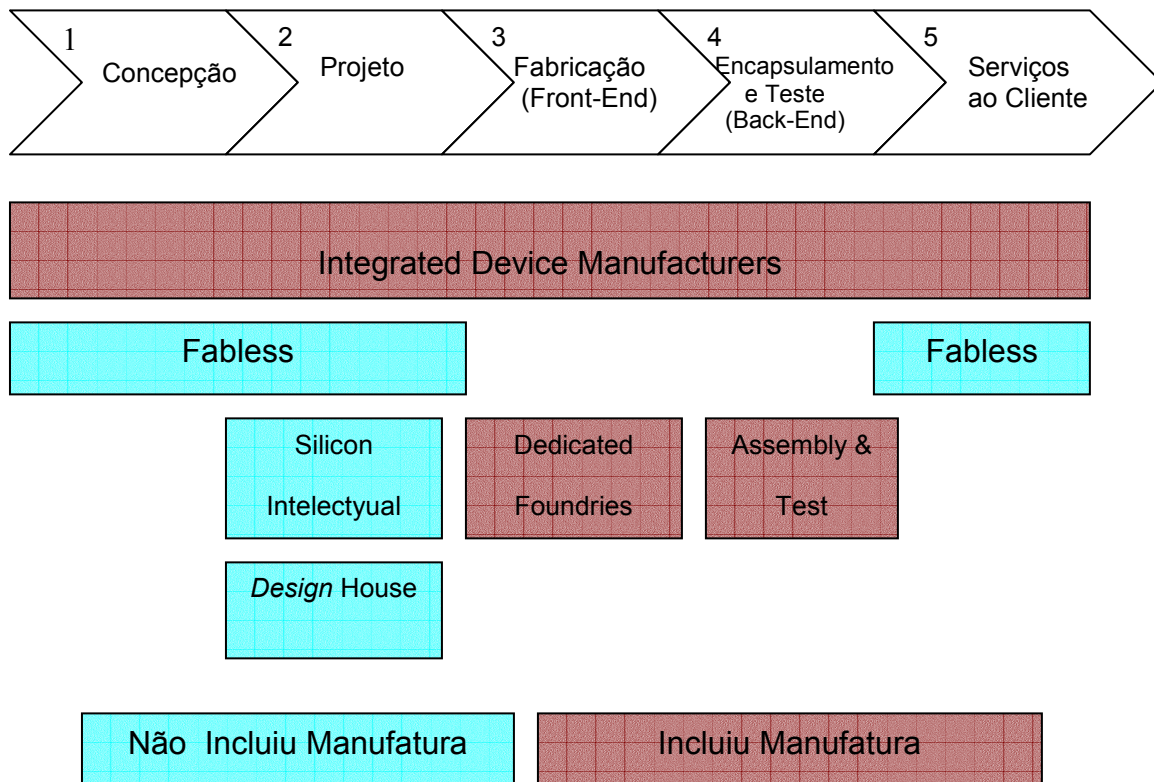 1
Concepção
2
Projeto
3
Fabricação
(Front-End)
4
Encapsulamento
e Teste
(Back-End)
5
Serviços
ao Cliente
Integrated Device Manufacturers
Fabless
Fabless
Silicon
Intelectyual
Dedicated
Foundries
Assembly &
Test
Design House
Não Incluiu Manufatura
Incluiu Manufatura